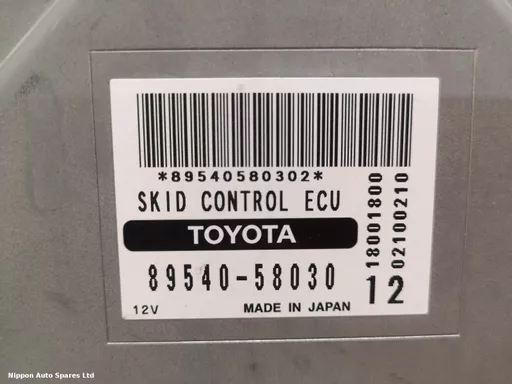 *89540580302*
SKID CONTROL ECU
TOYOTA
89540-58030
12V
MADE IN JAPAN
12
18001800
02100210
Nippon Auto Spares Ltd